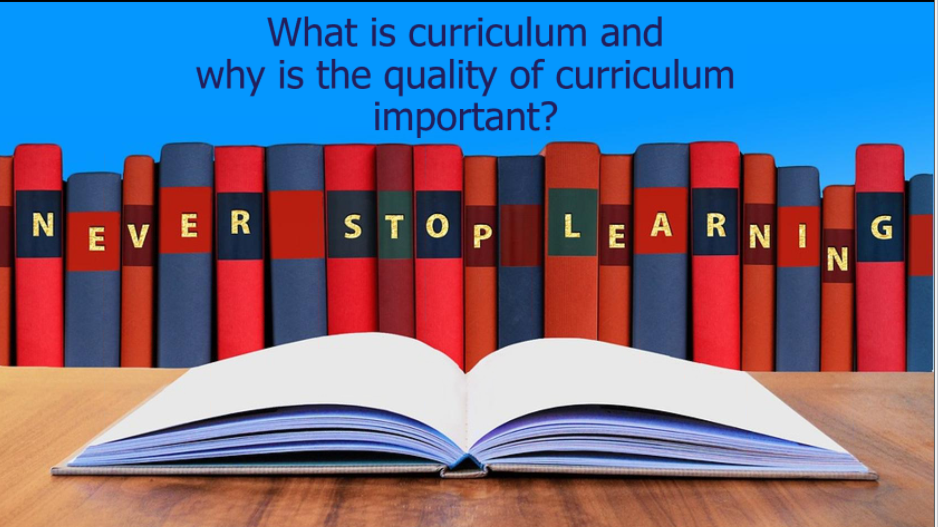 What is curriculum and
why is the quality of curriculum
important?
NEVER STOP LEARNING